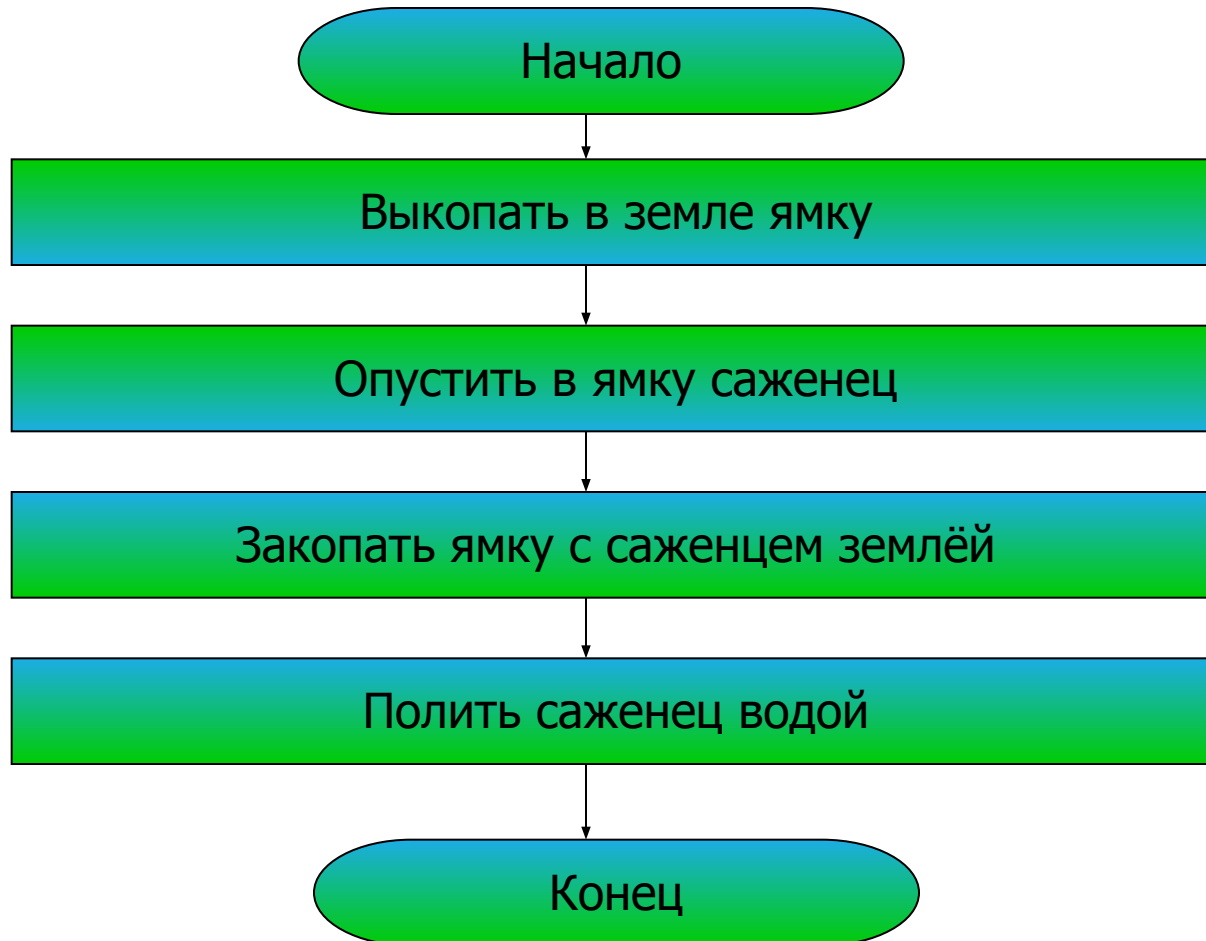 Начало
Выкопать в земле ямку
Опустить в ямку саженец
Закопать ямку с саженцем землёй
Полить саженец водой
Конец